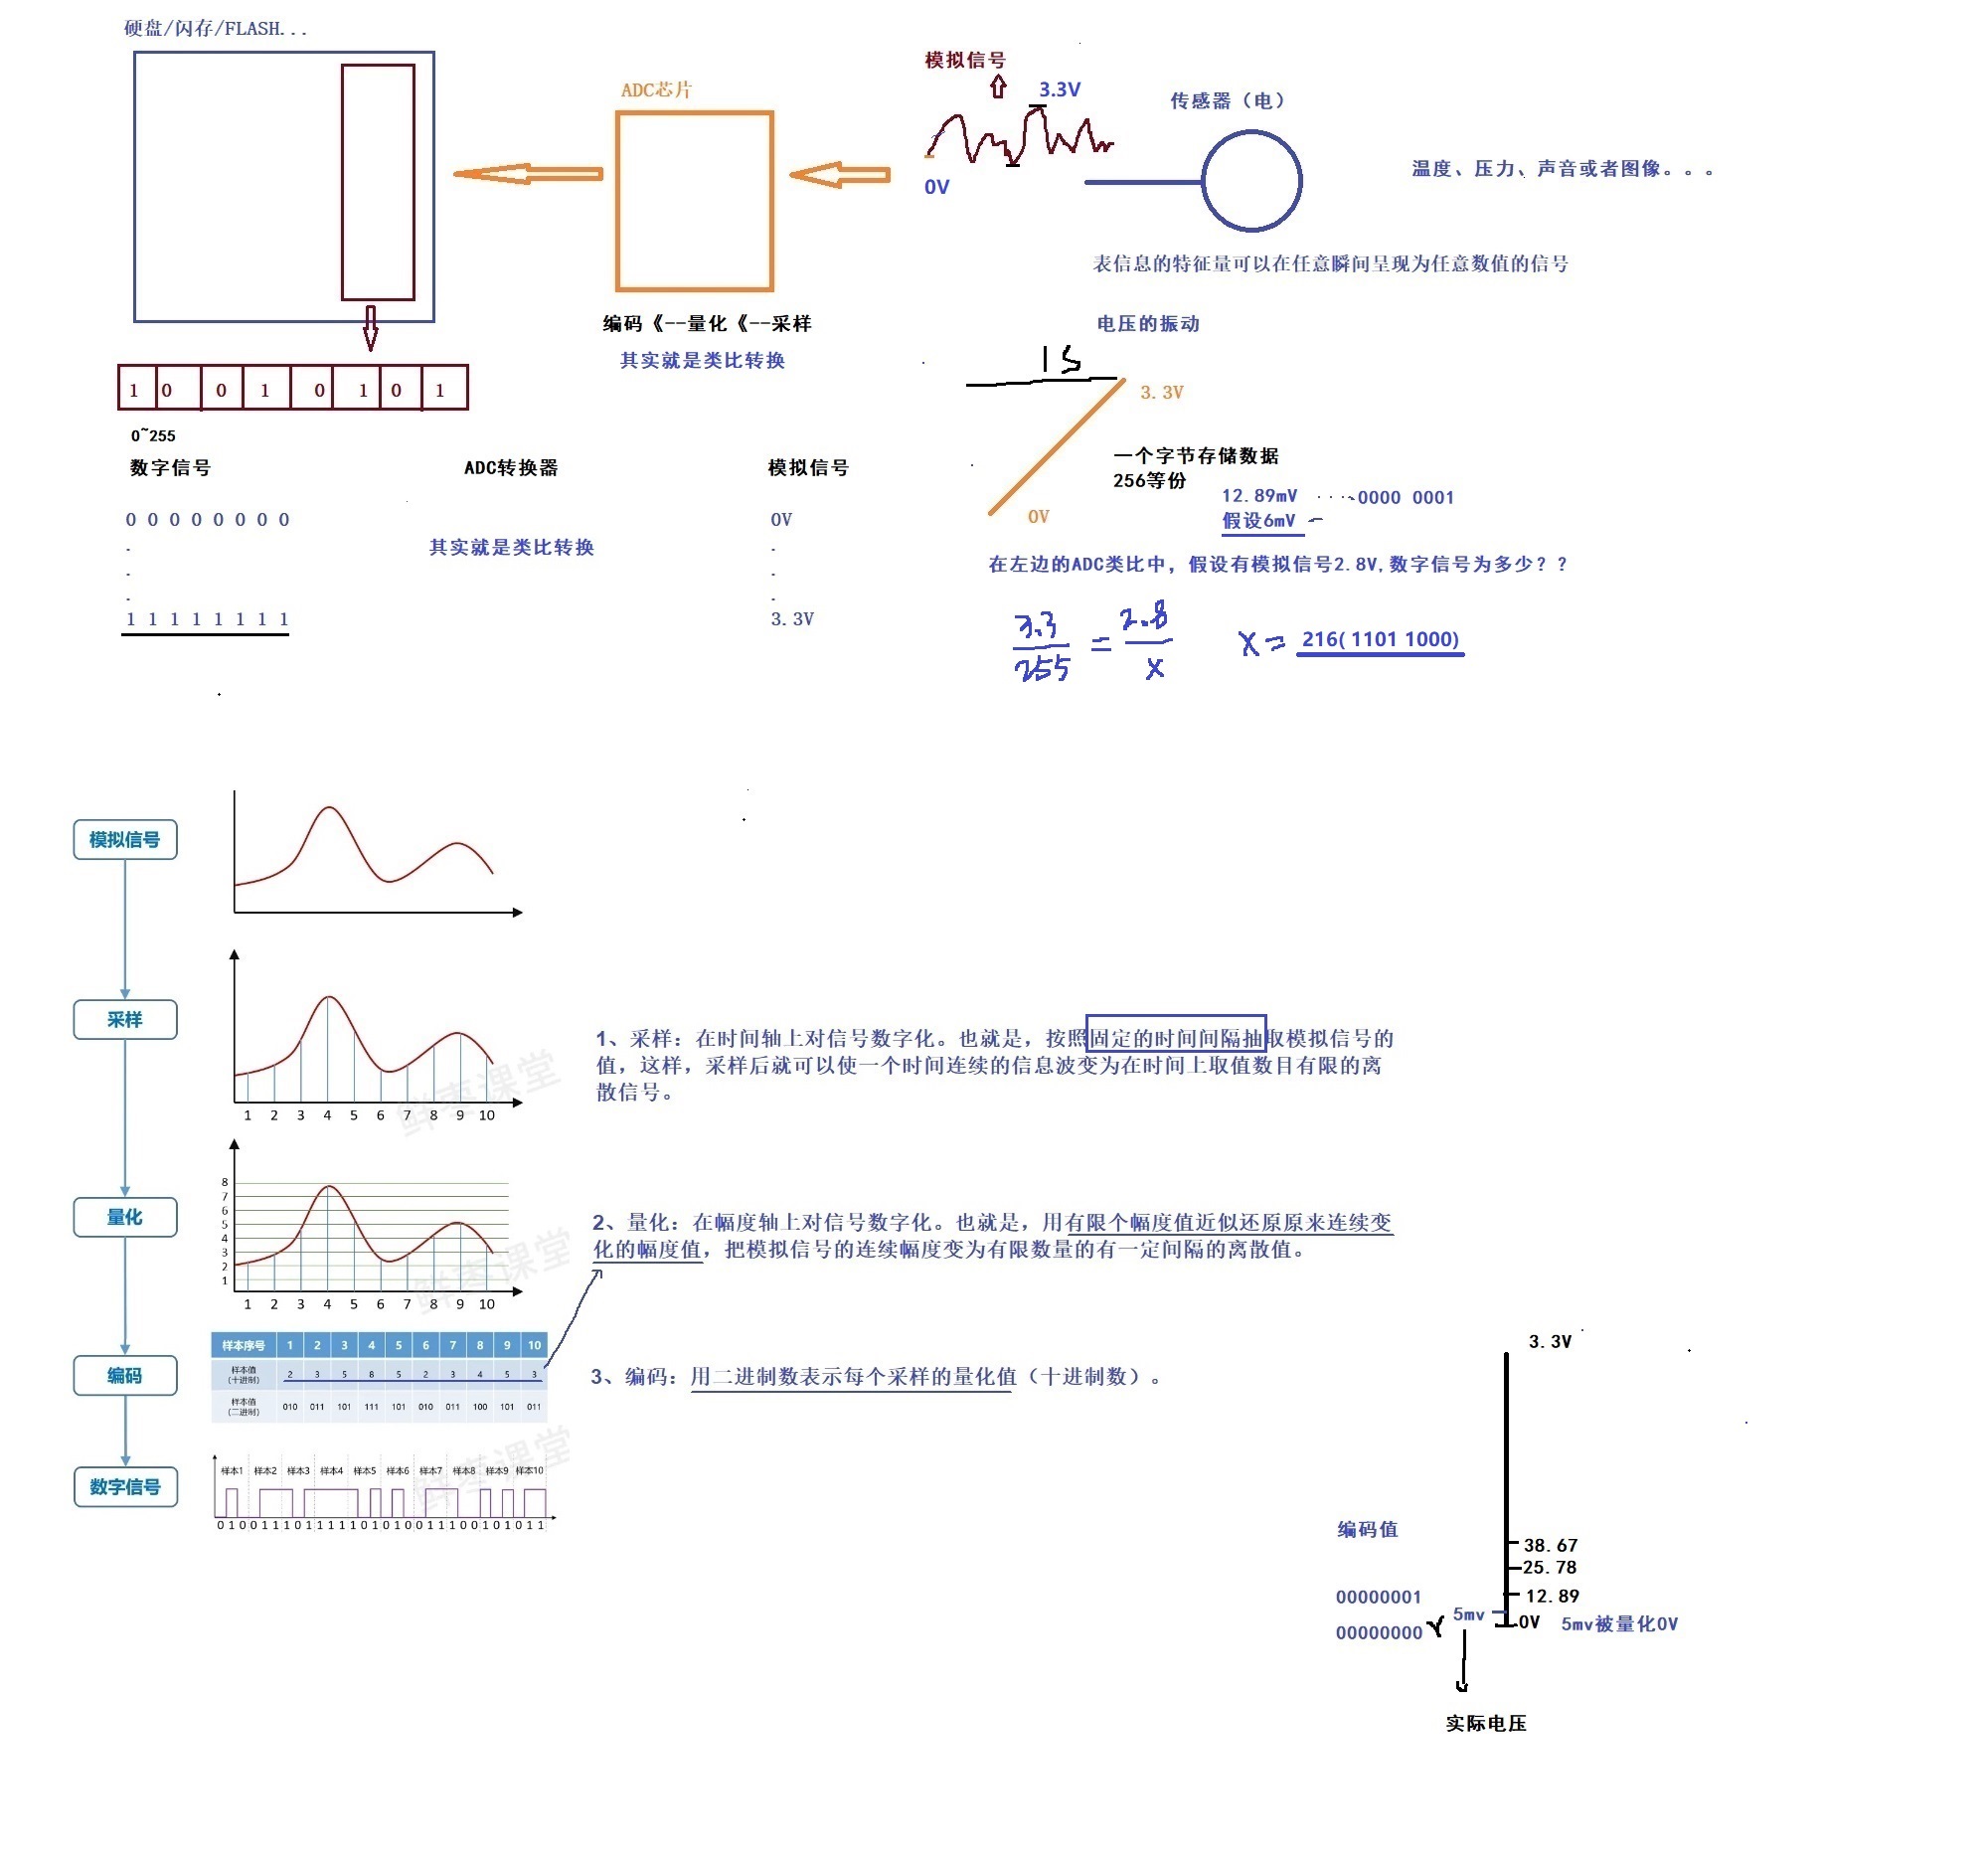 硬盘/闪存/FLASH...
ADC芯片
模拟信号
3.3V
0V
传感器（电）
温度、压力、声音或者图像。。。
表信息的特征量可以在任意瞬间呈现为任意数值的信号
编码《--量化《--采样
其实就是类比转换
电压的振动
1 0 0 1 0 1 0 1
0~255
数字信号
ADC转换器
模拟信号
0 0 0 0 0 0 0 0
0V
.
.
.
其实就是类比转换
.
.
.
1 1 1 1 1 1 1 1
3.3V
1S
3.3V
0V
一个字节存储数据
256等份
12.89mV ····0000 0001
假设6mV
在左边的ADC类比中，假设有模拟信号2.8V,数字信号为多少？？
3.3/255 = 2.8/x
x= 216( 1101 1000)
模拟信号
采样
1 2 3 4 5 6 7 8 9 10
1、采样：在时间轴上对信号数字化。也就是，按照固定的时间间隔抽取模拟信号的
值，这样，采样后就可以使一个时间连续的信息波变为在时间上取值数目有限的离
散信号。
鲜枣课堂
量化
8
7
6
5
4
3
2
1
1 2 3 4 5 6 7 8 9 10
2、量化：在幅度轴上对信号数字化。也就是，用有限个幅度值近似还原原来连续变
化的幅度值，把模拟信号的连续幅度变为有限数量的有一定间隔的离散值。
鲜枣课堂
编码
样本序号 1 2 3 4 5 6 7 8 9 10
样本值
（十进制） 2 3 5 8 5 2 3 4 5 3
样本值
（二进制） 010 011 101 111 101 010 011 100 101 011
3、编码：用二进制数表示每个采样的量化值（十进制数）。
数字信号
样本1 样本2 样本3 样本4 样本5 样本6 样本7 样本8 样本9 样本10
0 1 0 0 1 1 1 0 1 1 1 1 1 0 1 0 1 0 0 1 1 1 0 0 1 0 1 0 1 1
鲜枣课堂
3.3V
编码值
38.67
25.78
12.89
0V
00000001
00000000
5mv
5mv被量化0V
实际电压